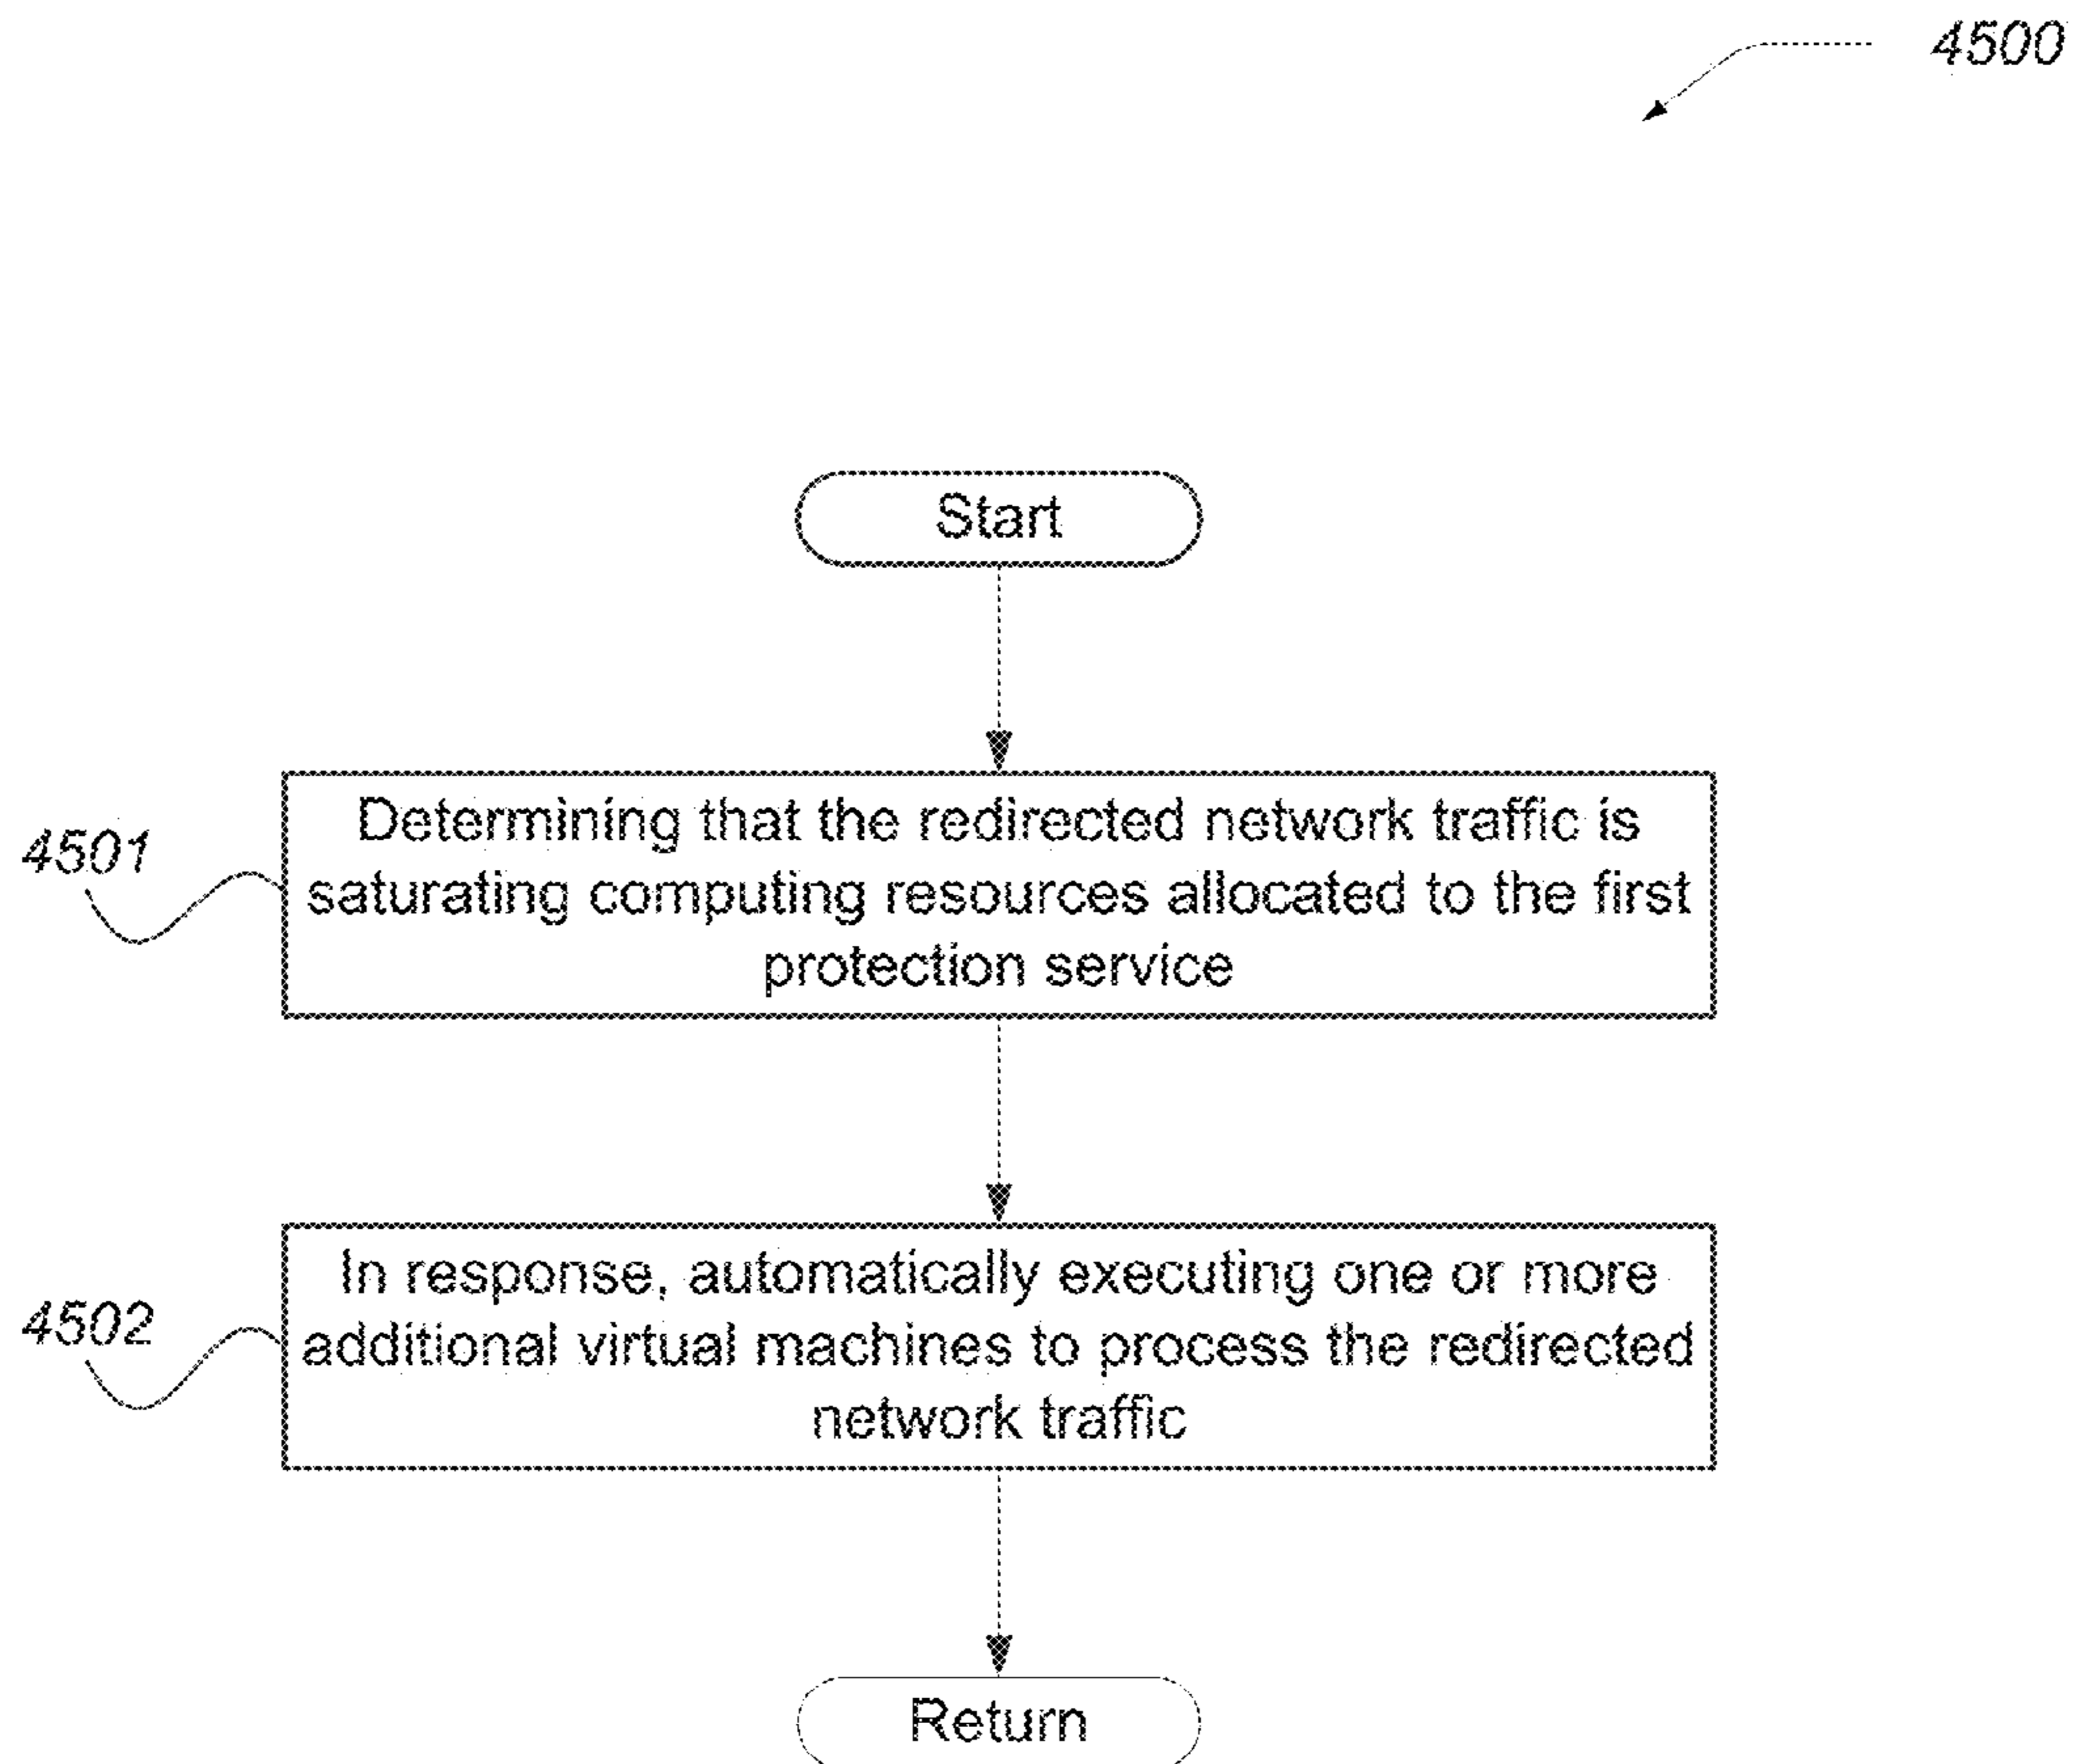 4500
Start
4501
Determining that the redirected network traffic is
saturating computing resources allocated to the first
protection service
4502
In response, automatically executing one or more
additional virtual machines to process the redirected
network traffic
Return